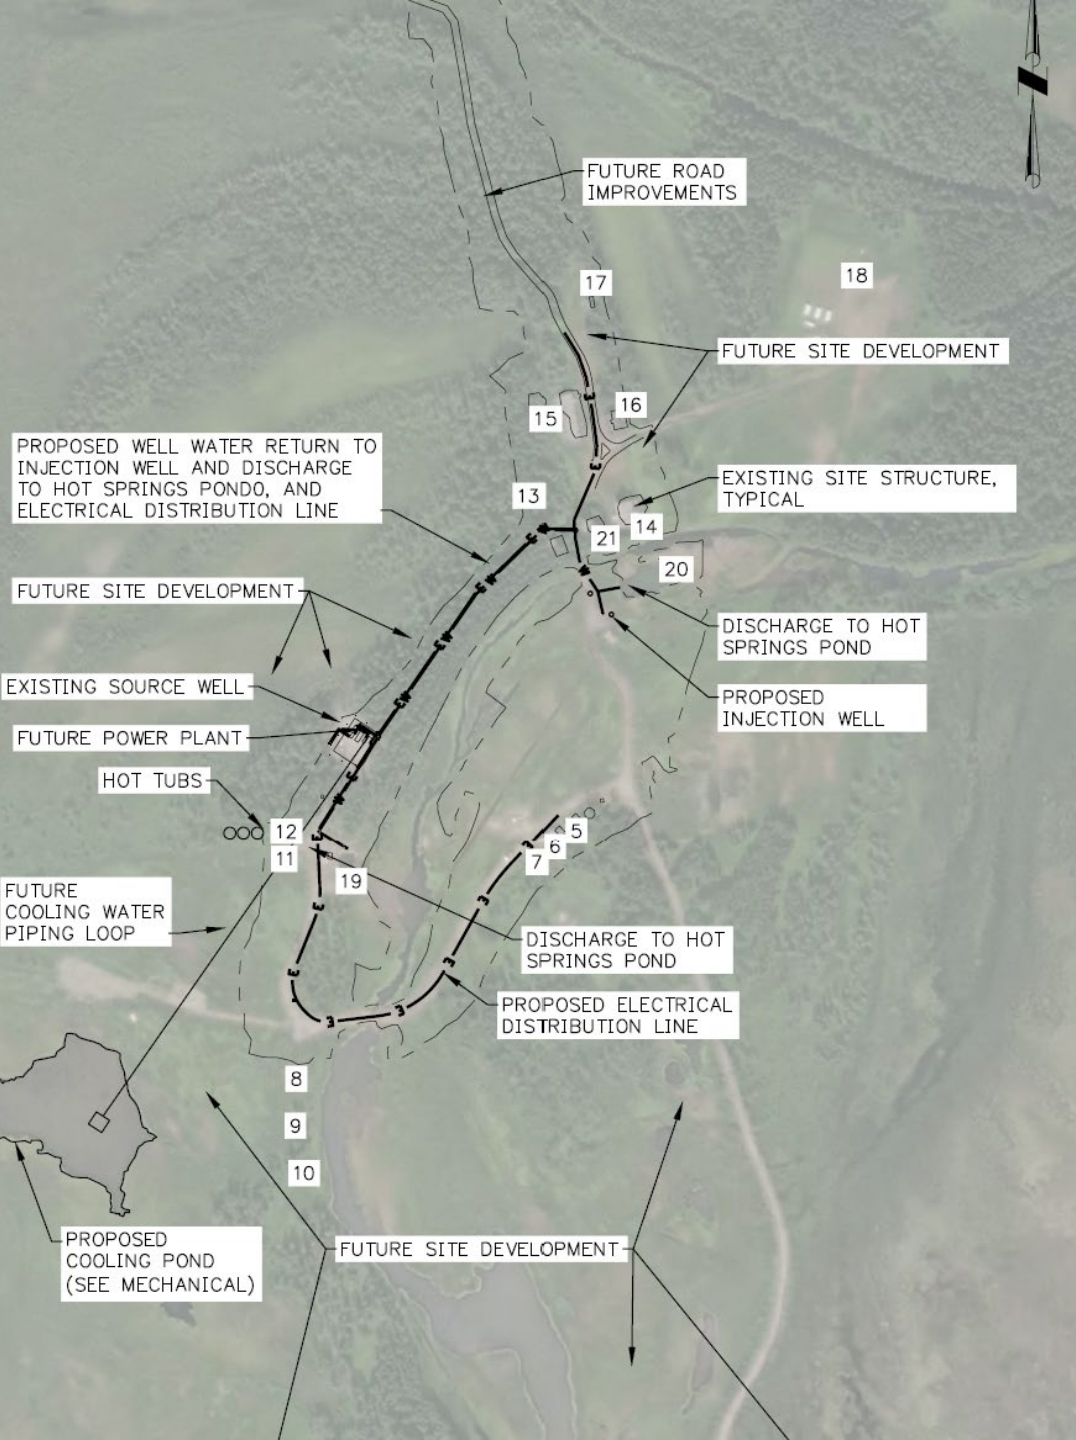 FUTURE ROAD
IMPROVEMENTS
17
18
FUTURE SITE DEVELOPMENT
15
16
PROPOSED WELL WATER RETURN TO
INJECTION WELL AND DISCHARGE
TO HOT SPRINGS PONDO, AND
ELECTRICAL DISTRIBUTION LINE
EXISTING SITE STRUCTURE,
TYPICAL
13
14
21
20
FUTURE SITE DEVELOPMENT
DISCHARGE TO HOT
SPRINGS POND
EXISTING SOURCE WELL
PROPOSED
INJECTION WELL
FUTURE POWER PLANT
HOT TUBS
12
11
5
6
7
19
FUTURE
COOLING WATER
PIPING LOOP
DISCHARGE TO HOT
SPRINGS POND
PROPOSED ELECTRICAL
DISTRIBUTION LINE
8
9
10
PROPOSED
COOLING POND
(SEE MECHANICAL)
FUTURE SITE DEVELOPMENT
E
E
W
E
W
E
W
E
W
E
W
E
W
E
E
E
E
E
E
E
E
W